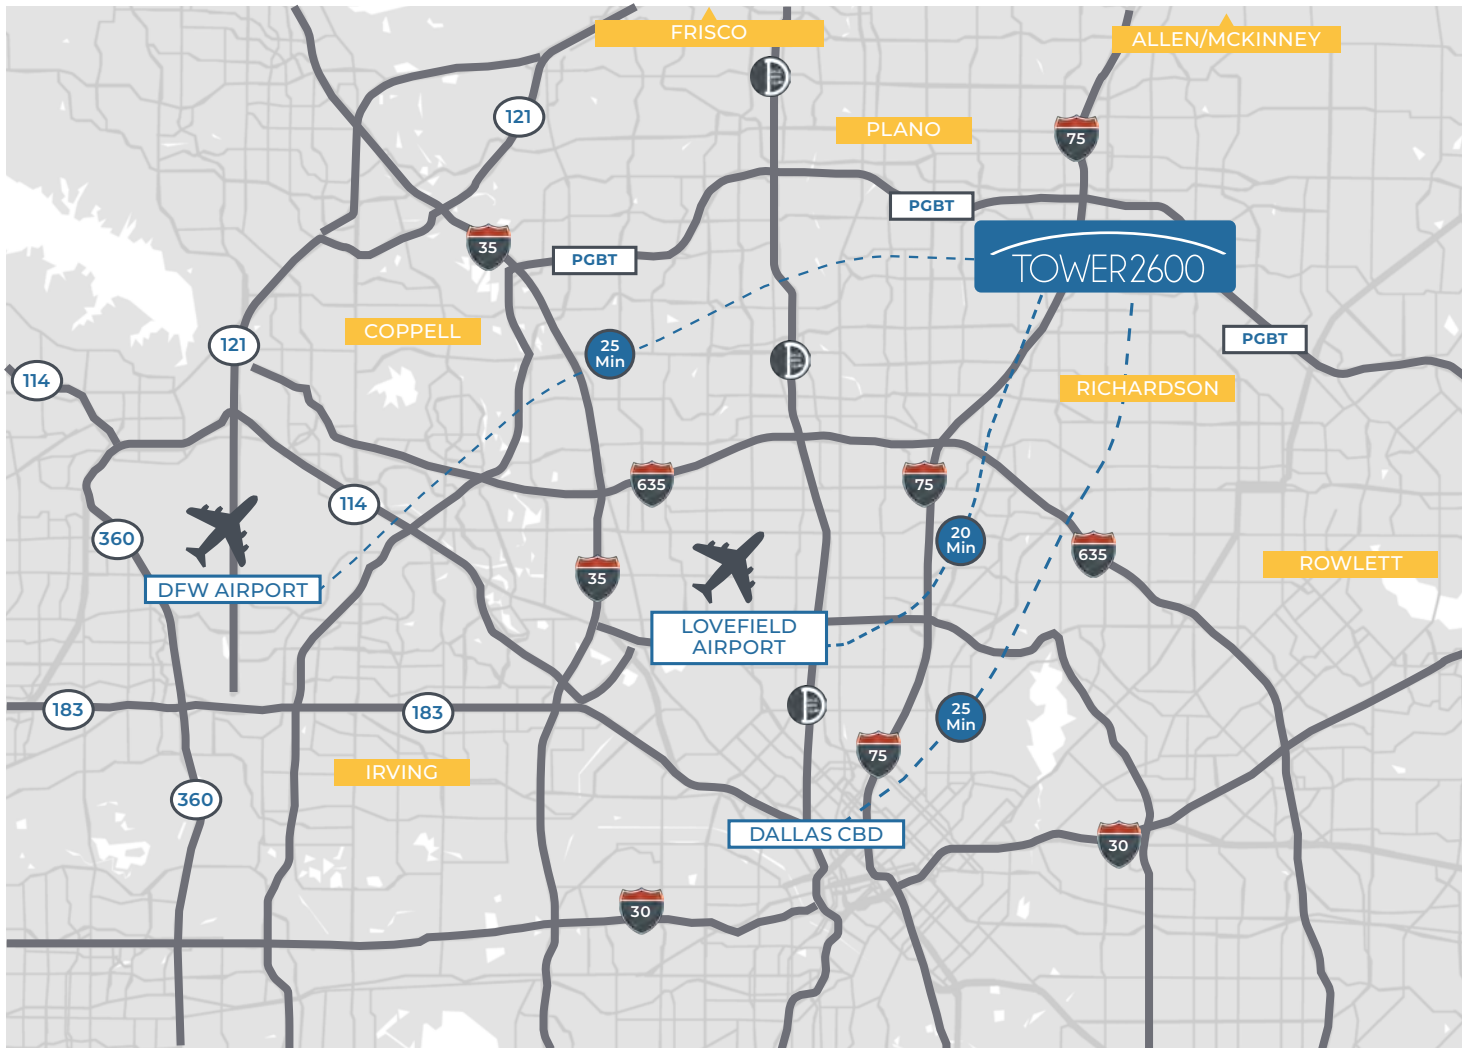 FRISCO
ALLEN/MCKINNEY
121
PLANO
75
PGBT
35
PGBT
TOWER2600
COPPELL
121
25
Min
PGBT
114
RICHARDSON
635
75
114
360
20
Min
635
ROWLETT
DFW AIRPORT
35
LOVEFIELD
AIRPORT
183
183
25
Min
75
IRVING
360
DALLAS CBD
30
30